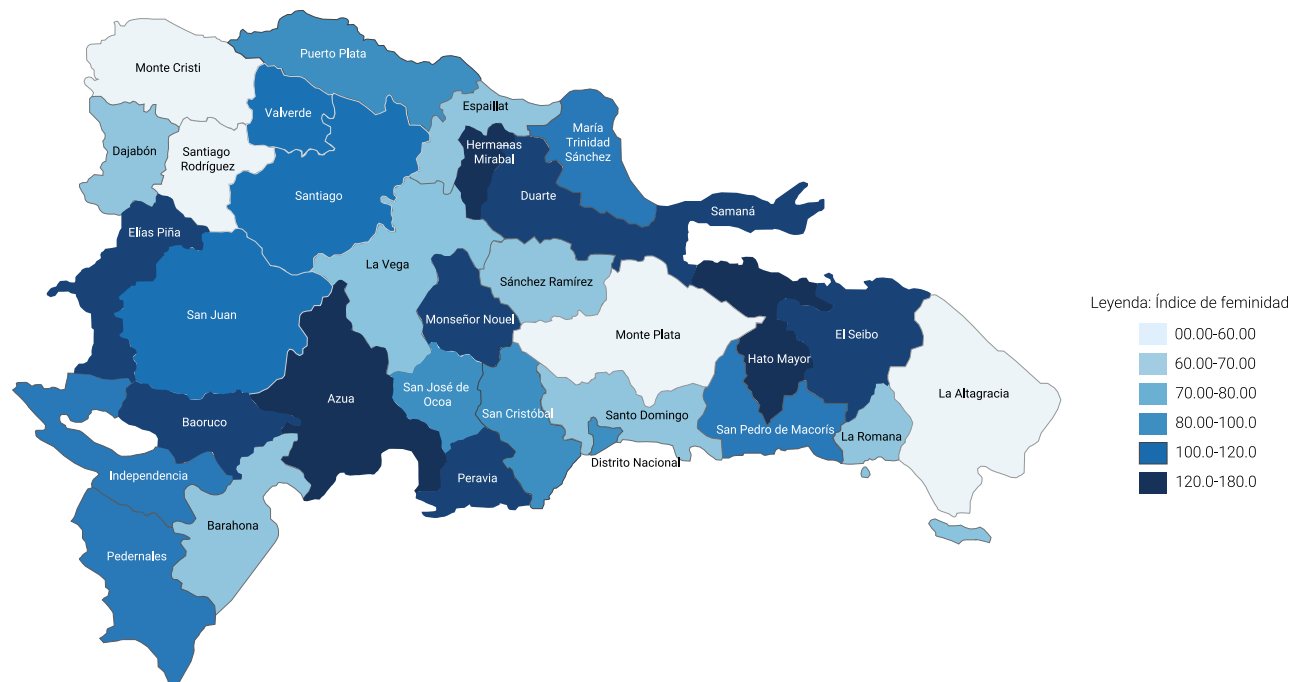 Puerto Plata
Monte Cristi
Valverde
Espaillat
María
Trinidad
Sánchez
Dajabón
Santiago
Rodríguez
Hermanas
Mirabal
Santiago
Duarte
Samaná
Elías Piña
La Vega
Sánchez Ramírez
San Juan
Monseñor Nouel
Monte Plata
El Seibo
Hato Mayor
La Altagracia
Azua
San José de
Ocoa
San Cristóbal
Santo Domingo
Baoruco
San Pedro de Macorís
La Romana
Distrito Nacional
Independencia
Peravia
Barahona
Pedernales
Leyenda: Índice de feminidad
00.00-60.00
60.00-70.00
70.00-80.00
80.00-100.0
100.0-120.0
120.0-180.0